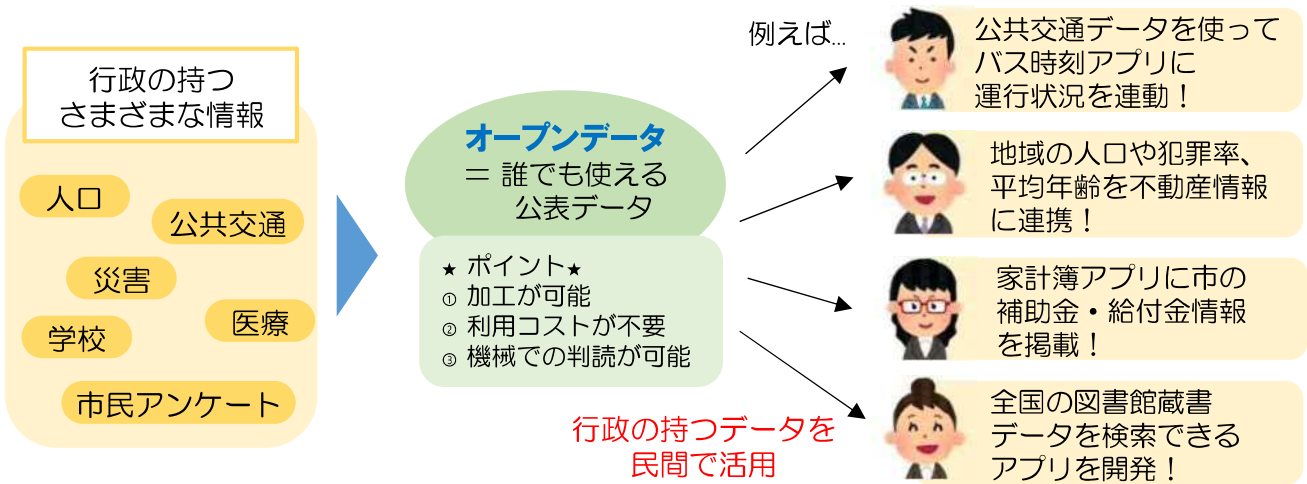 行政の持つ
さまざまな情報
人口
公共交通
災害
医療
学校
市民アンケート
オープンデータ
＝ 誰でも使える
公表データ
★ ポイント★
① 加工が可能
② 利用コストが不要
③ 機械での判読が可能
例えば...
公共交通データを使って
バス時刻アプリに
運行状況を連動！
地域の人口や犯罪率、
平均年齢を不動産情報
に連携！
家計簿アプリに市の
補助金・給付金情報
を掲載！
全国の図書館蔵書
データを検索できる
アプリを開発！
行政の持つデータを
民間で活用